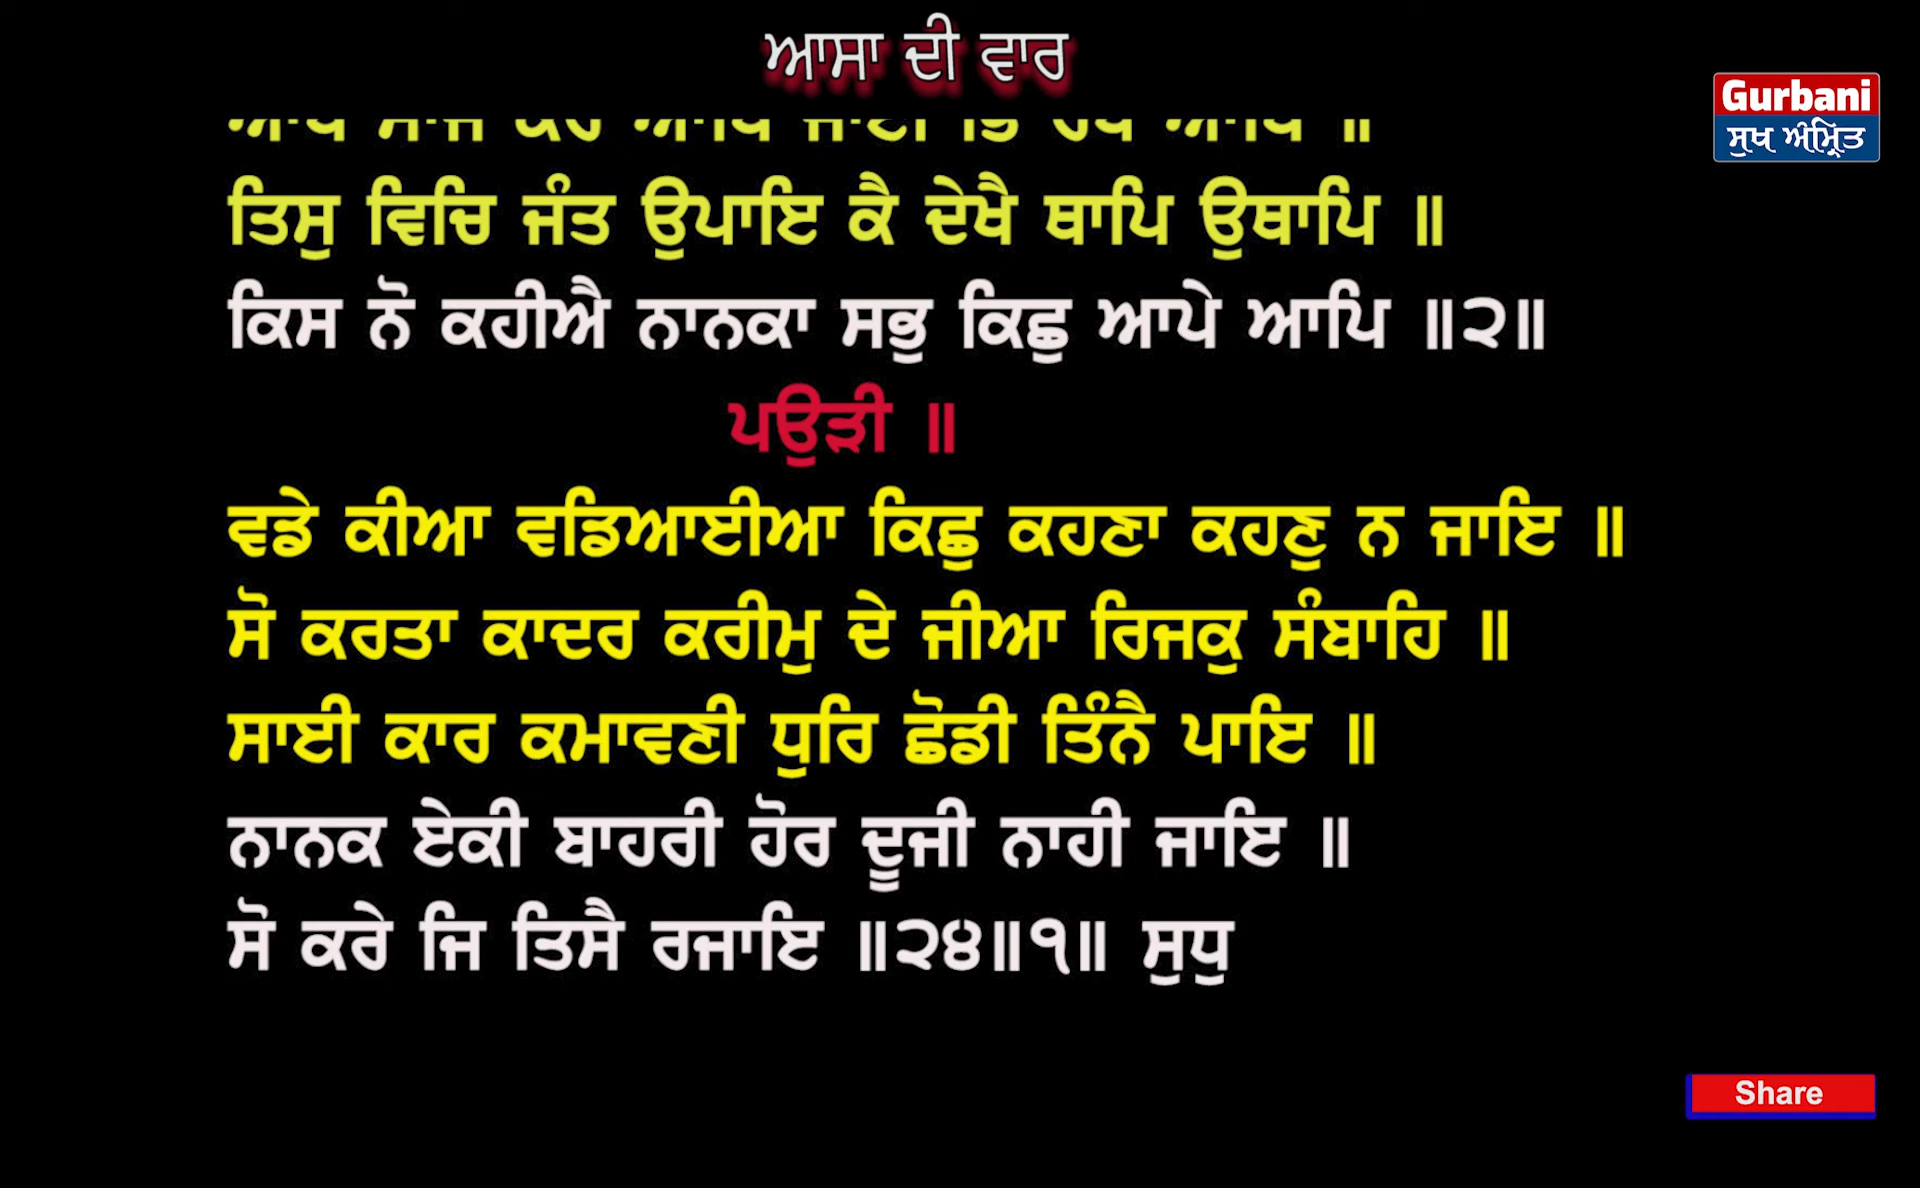 ਆਸਾ ਦੀ ਵਾਰ
Gurbani
ਸੁਖ ਅੰਮ੍ਰਿਤ
ਤਿਸੁ ਵਿਚਿ ਜੰਤ ਉਪਾਇ ਕੈ ਦੇਖੈ ਥਾਪਿ ਉਥਾਪਿ ॥
ਕਿਸ ਨੋ ਕਹੀਐ ਨਾਨਕਾ ਸਭੁ ਕਿਛੁ ਆਪੇ ਆਪਿ ॥੨॥
ਪਉੜੀ ॥
ਵਡੇ ਕੀਆ ਵਡਿਆਈਆ ਕਿਛੁ ਕਹਣਾ ਕਹਣੁ ਨ ਜਾਇ ॥
ਸੋ ਕਰਤਾ ਕਾਦਰ ਕਰੀਮੁ ਦੇ ਜੀਆ ਰਿਜਕੁ ਸੰਬਾਹਿ ॥
ਸਾਈ ਕਾਰ ਕਮਾਵਣੀ ਧੁਰਿ ਛੋਡੀ ਤਿੰਨੈ ਪਾਇ ॥
ਨਾਨਕ ਏਕੀ ਬਾਹਰੀ ਹੋਰ ਦੂਜੀ ਨਾਹੀ ਜਾਇ ॥
ਸੋ ਕਰੇ ਜਿ ਤਿਸੈ ਰਜਾਇ ॥੨੪॥੧॥ ਸੁਧੁ
Share